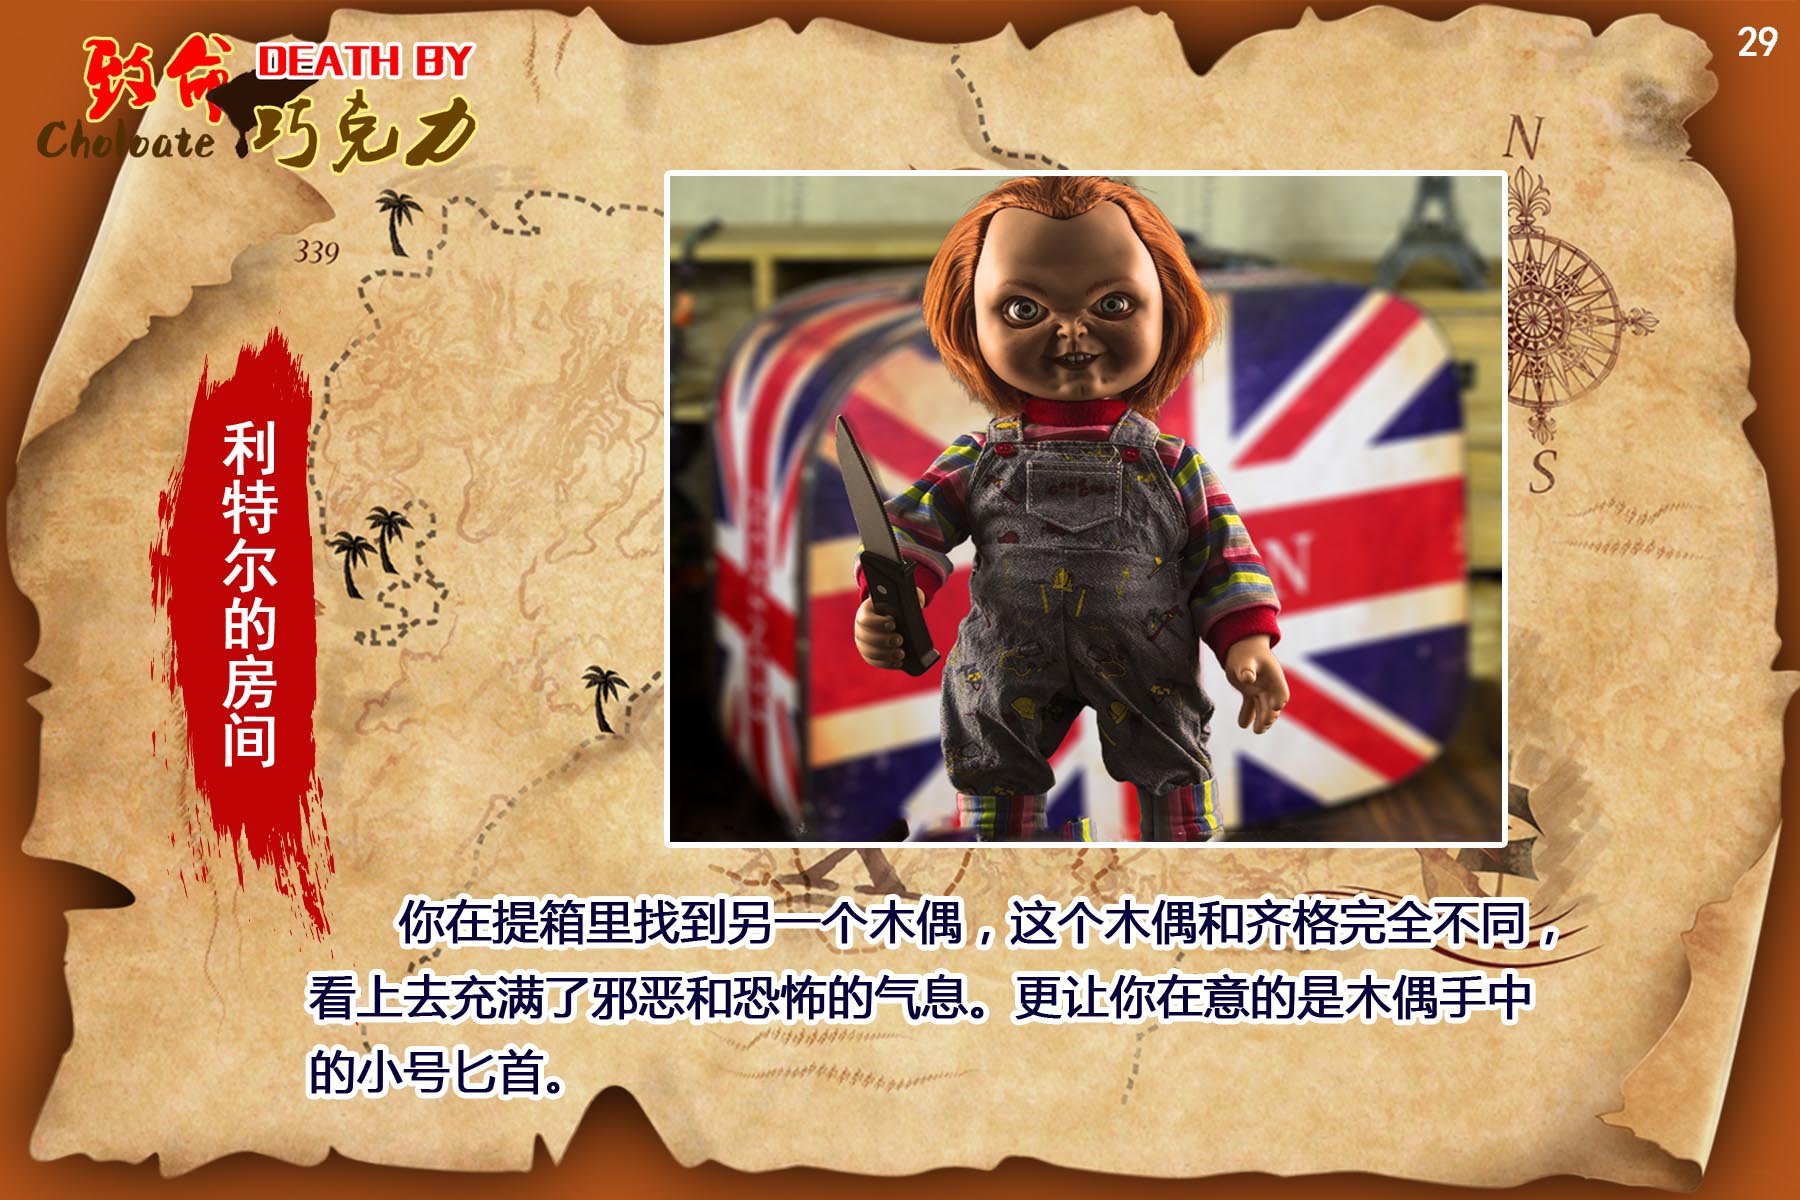 29
致命 DEATH BY
Choloate 巧克力
339
N
S
利特尔的房间
N
你在提箱里找到另一个木偶，这个木偶和齐格完全不同，
看上去充满了邪恶和恐怖的气息。更让你在意的是木偶手中
的小号匕首。